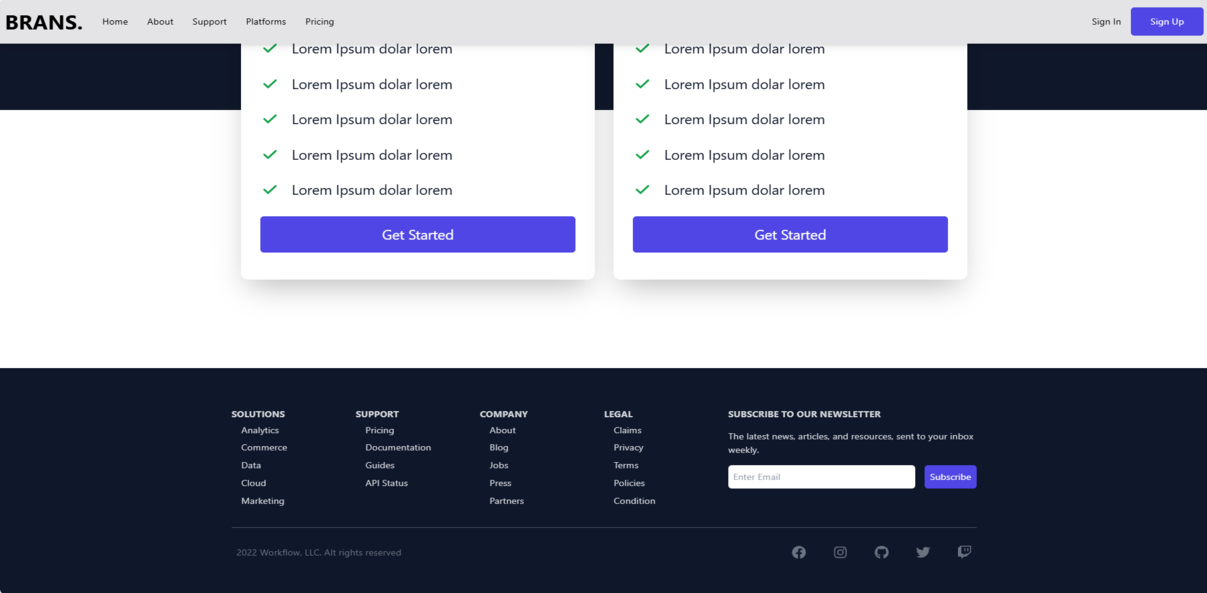 BRANS.
Home About Support Platforms Pricing
Sign In Sign Up
Lorem Ipsum dolar lorem
Lorem Ipsum dolar lorem
Lorem Ipsum dolar lorem
Lorem Ipsum dolar lorem
Lorem Ipsum dolar lorem
Get Started
Lorem Ipsum dolar lorem
Lorem Ipsum dolar lorem
Lorem Ipsum dolar lorem
Lorem Ipsum dolar lorem
Lorem Ipsum dolar lorem
Get Started
SOLUTIONS
Analytics
Commerce
Data
Cloud
Marketing
SUPPORT
Pricing
Documentation
Guides
API Status
COMPANY
About
Blog
Jobs
Press
Partners
LEGAL
Claims
Privacy
Terms
Policies
Condition
SUBSCRIBE TO OUR NEWSLETTER
The latest news, articles, and resources, sent to your inbox
weekly.
Enter Email
Subscribe
2022 Workflow, LLC. Alt rights reserved